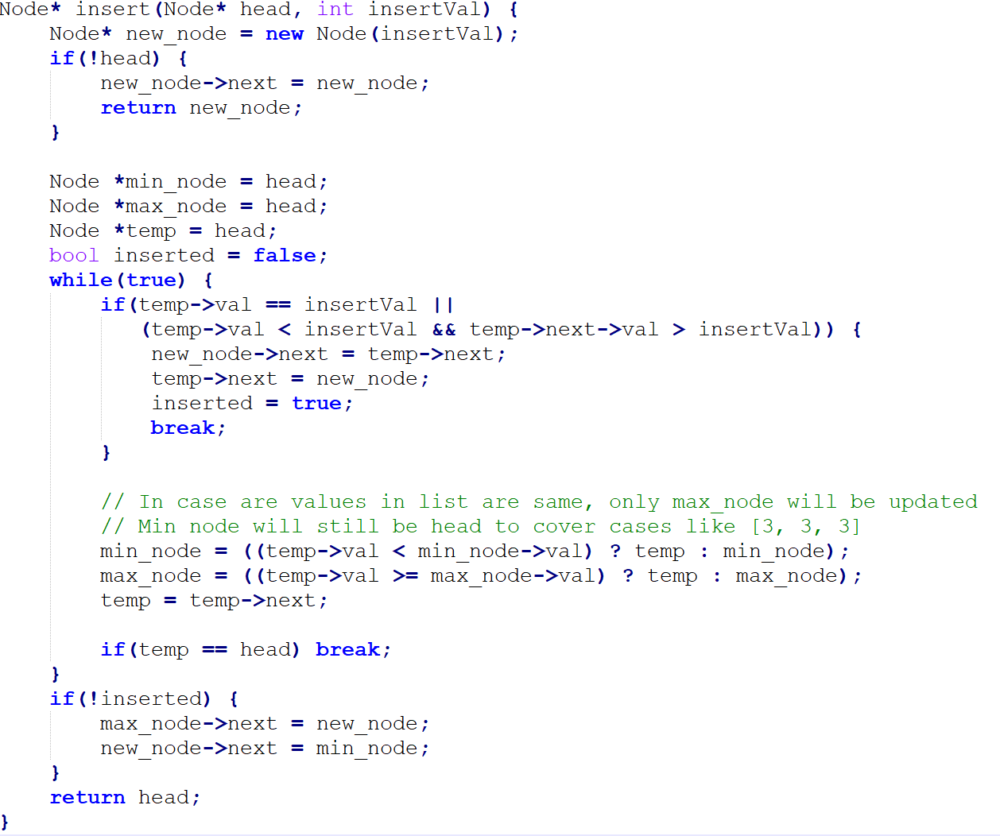 Node* insert(Node* head, int insertVal) {
    Node* new_node = new Node(insertVal);
    if(!head) {
        new_node->next = new_node;
        return new_node;
    }

    Node *min_node = head;
    Node *max_node = head;
    Node *temp = head;
    bool inserted = false;
    while(true) {
        if(temp->val == insertVal ||
           (temp->val < insertVal && temp->next->val > insertVal)) {
            new_node->next = temp->next;
            temp->next = new_node;
            inserted = true;
            break;
        }

        // In case are values in list are same, only max_node will be updated
        // Min node will still be head to cover cases like [3, 3, 3]
        min_node = ((temp->val < min_node->val) ? temp : min_node);
        max_node = ((temp->val >= max_node->val) ? temp : max_node);
        temp = temp->next;

        if(temp == head) break;
    }
    if(!inserted) {
        max_node->next = new_node;
        new_node->next = min_node;
    }
    return head;
}